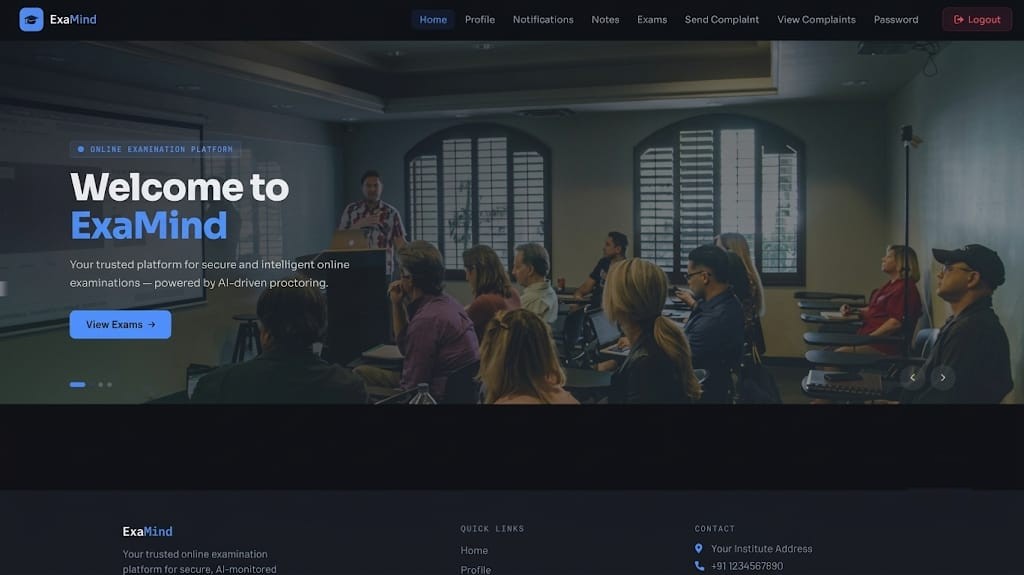 ExaMind
Home Profile Notifications Notes Exams Send Complaint View Complaints Password Logout
ONLINE EXAMENATION PLATFORM
Welcome to
ExaMind
Your trusted platform for secure and intelligent online
examinations — powered by AI-driven proctoring.
View Exams →
ExaMind
Your trusted online examination
platform for secure, AI-monitored
QUICK LINKS
Home
Profile
CONTACT
Your Institute Address
+91 1234567890